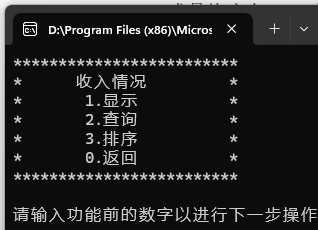 D:\Program Files (x86)\Micros
*************************
* 收入情况 *
* 1.显示 *
* 2.查询 *
* 3.排序 *
* 0.返回 *
*************************
请输入功能前的数字以进行下一步操作